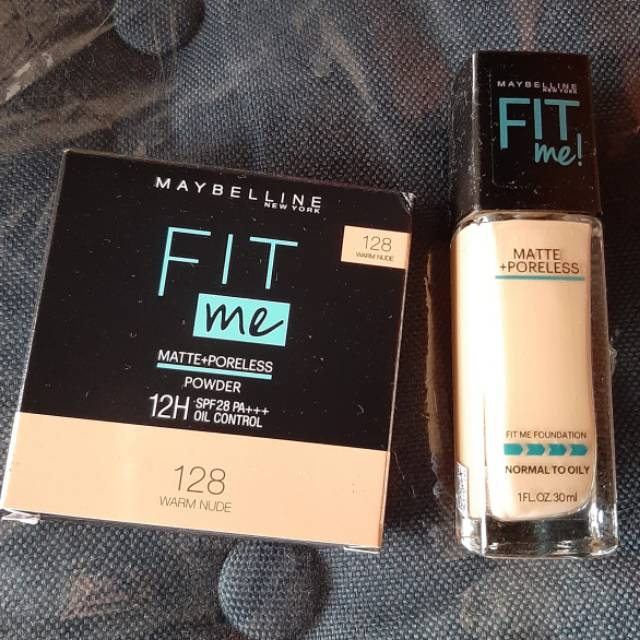 MAYBELLINE
NEW YORK
FIT
me
128
WARM NUDE
MATTE+PORELESS
POWDER
12H SPF28 PA+++
OIL CONTROL
128
WARM NUDE
MAYBELLINE
NEW YORK
FIT
me!
MATTE
+PORELESS
FIT ME FOUNDATION
NORMAL TO OILY
1FL.OZ.30ml